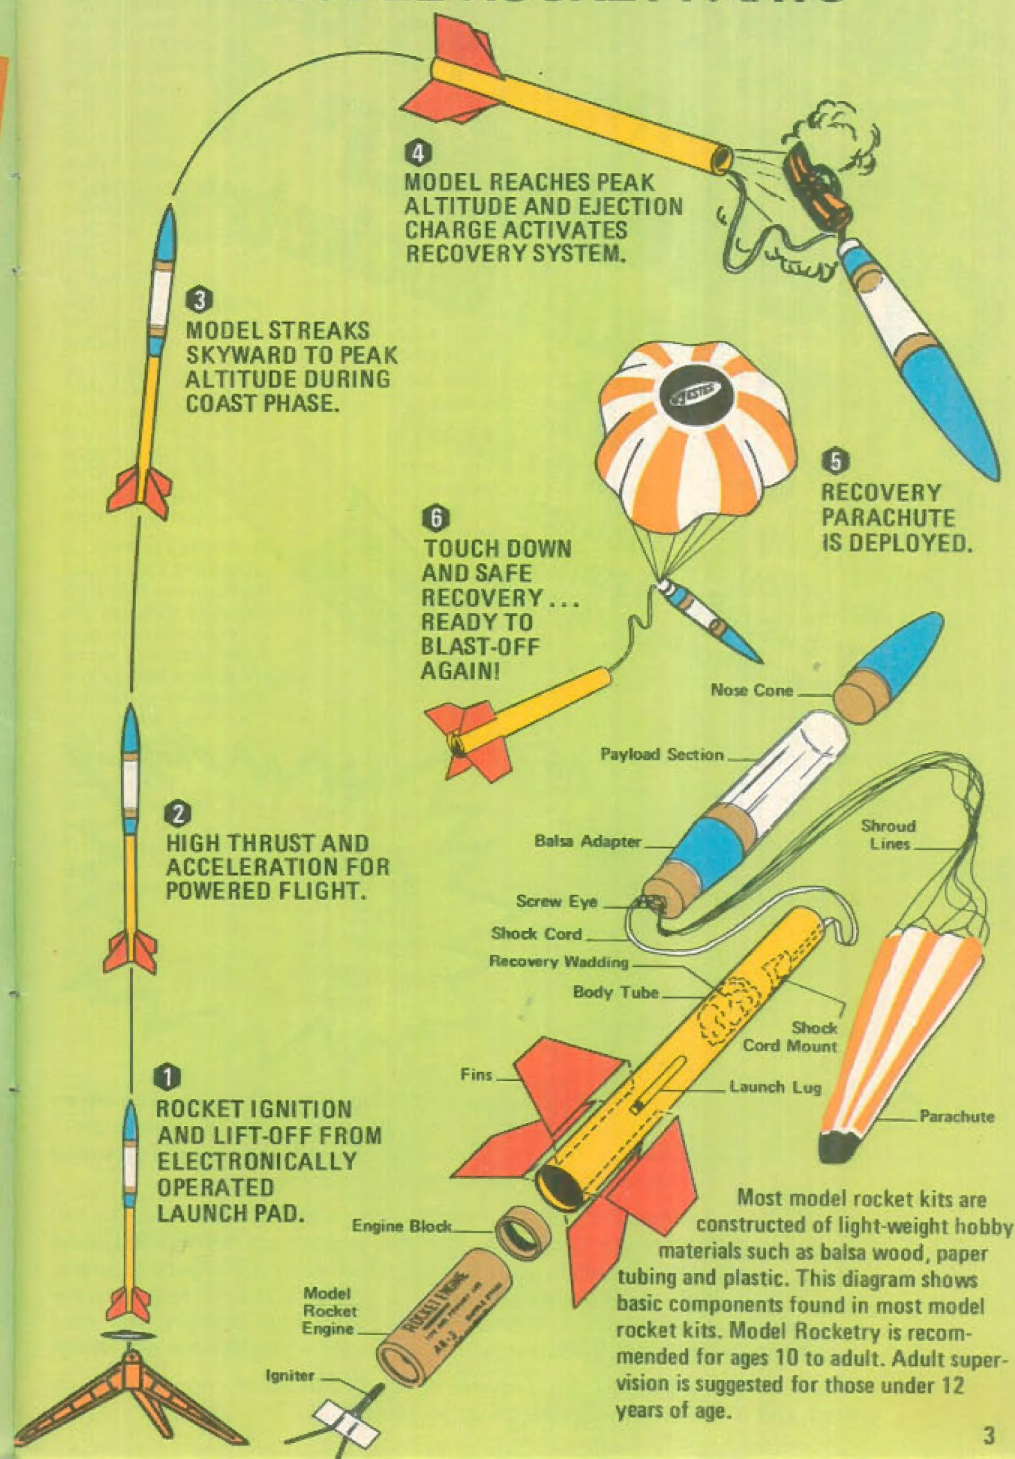 4
MODEL REACHES PEAK
ALTITUDE AND EJECTION
CHARGE ACTIVATES
RECOVERY SYSTEM.
3
MODEL STREAKS
SKYWARD TO PEAK
ALTITUDE DURING
COAST PHASE.
ESTES
5
RECOVERY
PARACHUTE
IS DEPLOYED.
6
TOUCH DOWN
AND SAFE
RECOVERY ...
READY TO
BLAST-OFF
AGAIN!
2
HIGH THRUST AND
ACCELERATION FOR
POWERED FLIGHT.
1
ROCKET IGNITION
AND LIFT-OFF FROM
ELECTRONICALLY
OPERATED
LAUNCH PAD.
Nose Cone
Payload Section
Balsa Adapter
Shroud
Lines
Screw Eye
Shock Cord
Recovery Wadding
Body Tube
Shock
Cord Mount
Fins
Launch Lug
Parachute
Engine Block
Model
Rocket
Engine
ROCKET ENGINE
Igniter
Most model rocket kits are
constructed of light-weight hobby
materials such as balsa wood, paper
tubing and plastic. This diagram shows
basic components found in most model
rocket kits. Model Rocketry is recom-
mended for ages 10 to adult. Adult super-
vision is suggested for those under 12
years of age.
3